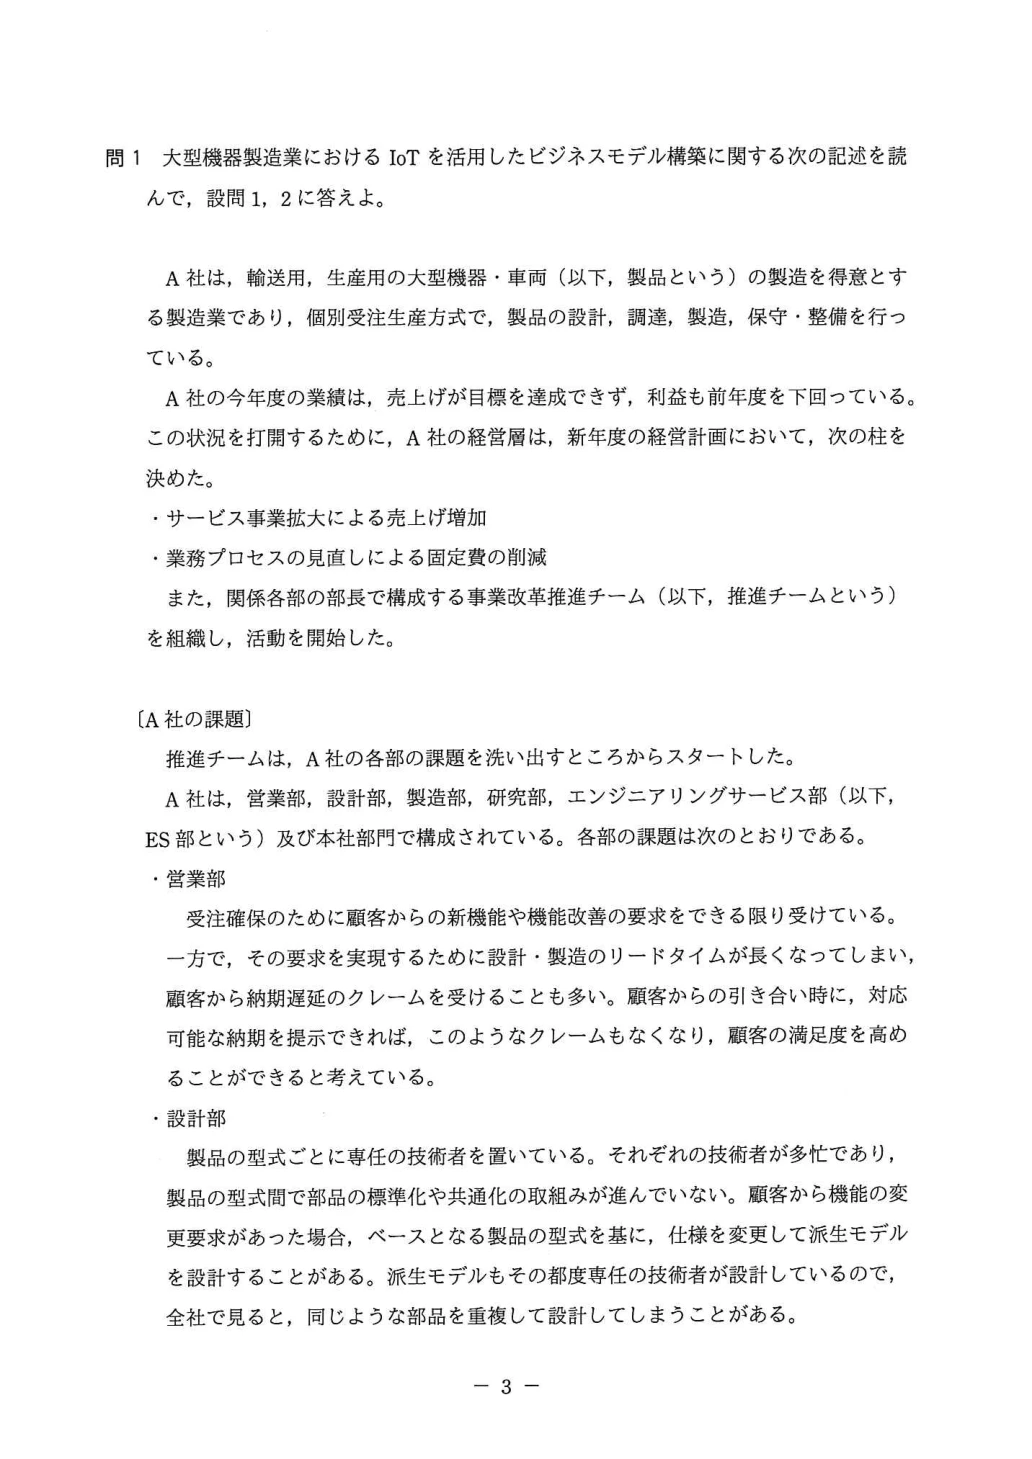 問1 大型機器製造業における IoT を活用したビジネスモデル構築に関する次の記述を読
んで，設問1，2に答えよ。
A 社は，輸送用，生産用の大型機器・車両（以下，製品という）の製造を得意とす
る製造業であり，個別受注生産方式で，製品の設計，調達，製造，保守・整備を行っ
ている。
A 社の今年度の業績は，売上げが目標を達成できず，利益も前年度を下回っている。
この状況を打開するために，A 社の経営層は，新年度の経営計画において，次の柱を
決めた。
・サービス事業拡大による売上げ増加
・業務プロセスの見直しによる固定費の削減
また，関係各部の部長で構成する事業改革推進チーム（以下，推進チームという）
を組織し，活動を開始した。
〔A 社の課題〕
推進チームは，A 社の各部の課題を洗い出すところからスタートした。
A 社は，営業部，設計部，製造部，研究部，エンジニアリングサービス部（以下，
ES 部という）及び本社部門で構成されている。各部の課題は次のとおりである。
・営業部
受注確保のために顧客からの新機能や機能改善の要求をできる限り受けている。
一方で，その要求を実現するために設計・製造のリードタイムが長くなってしまい，
顧客から納期遅延のクレームを受けることも多い。顧客からの引き合い時に，対応
可能な納期を提示できれば，このようなクレームもなくなり，顧客の満足度を高め
ることができると考えている。
・設計部
製品の型式ごとに専任の技術者を置いている。それぞれの技術者が多忙であり，
製品の型式間で部品の標準化や共通化の取組みが進んでいない。顧客から機能の変
更要求があった場合，ベースとなる製品の型式を基に，仕様を変更して派生モデル
を設計することがある。派生モデルもその都度専任の技術者が設計しているので，
全社で見ると，同じような部品を重複して設計してしまうことがある。
－ 3 －